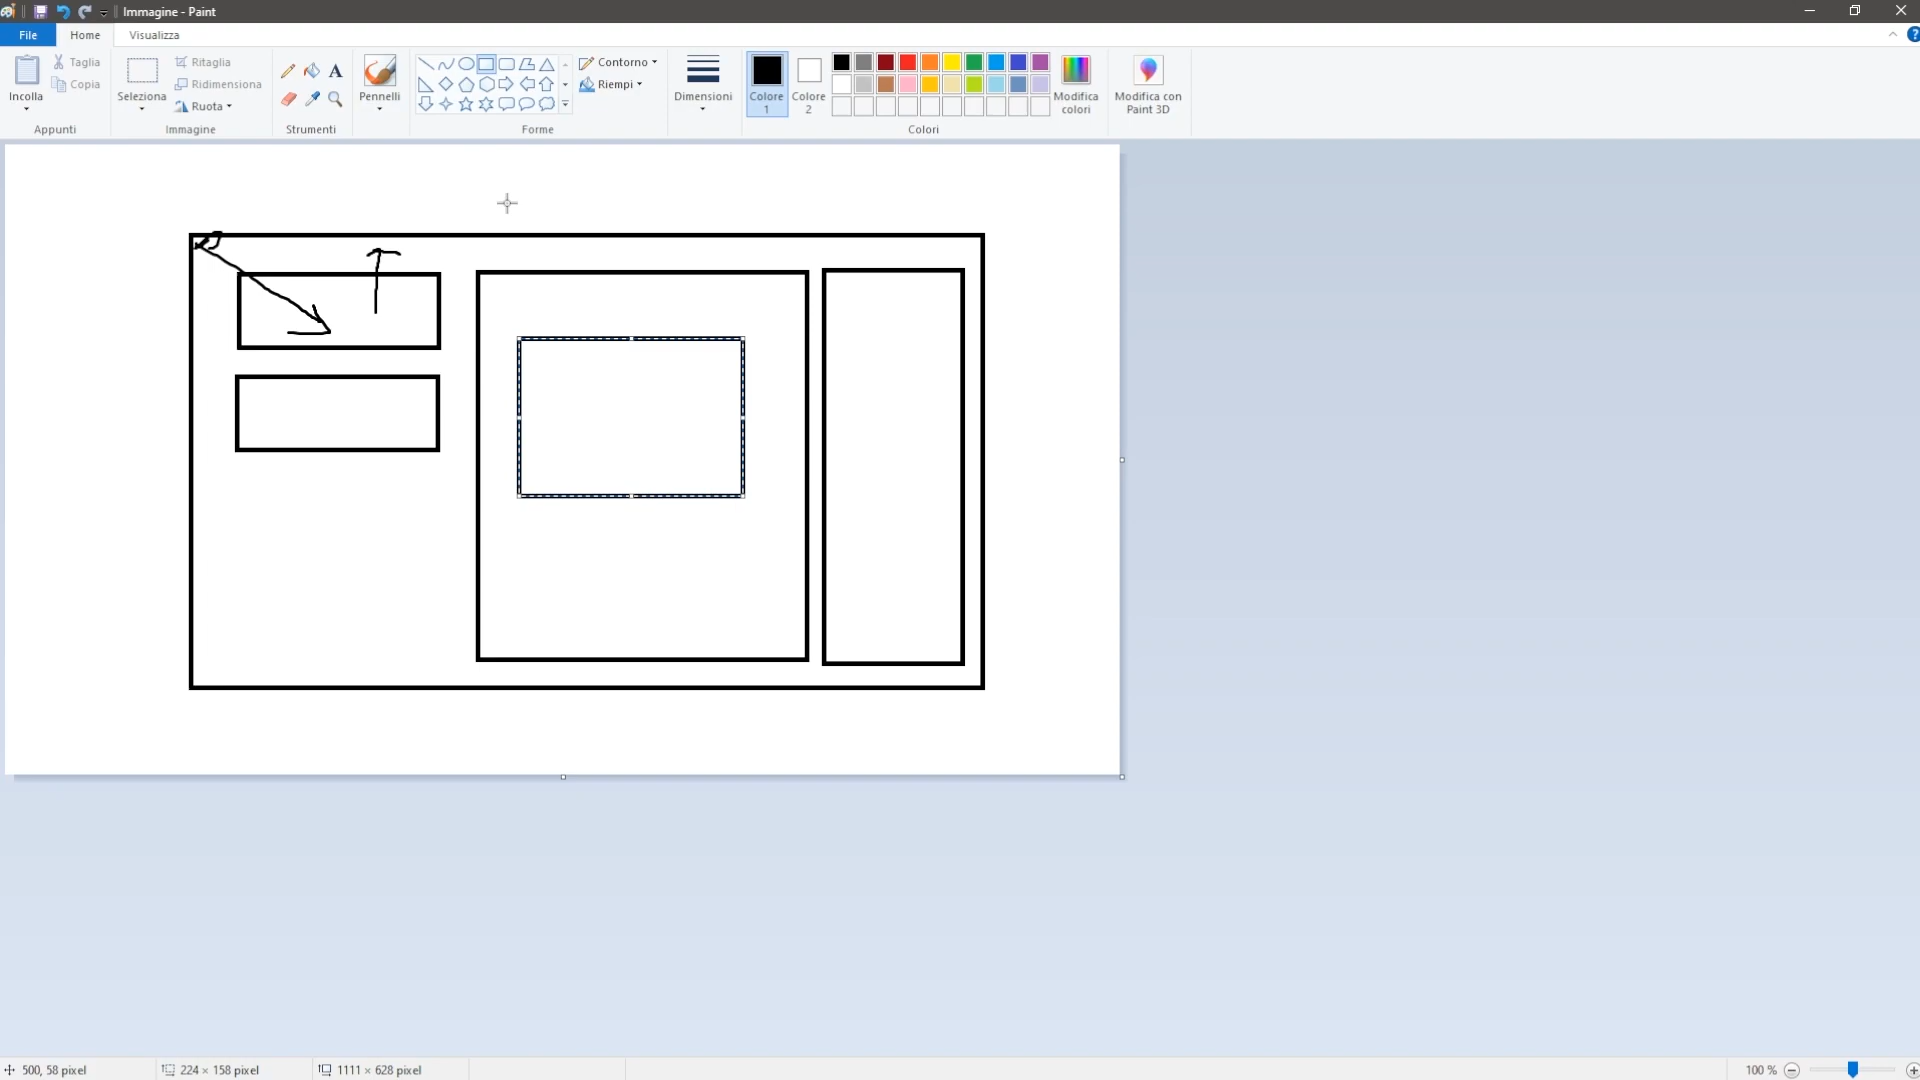 Immagine - Paint
File Home Visualizza
Incolla
Taglia
Copia
Appunti
Seleziona
Ritaglia
Ridimensiona
Ruota
Immagine
A
Strumenti
Pennelli
Contorno
Riempi
Forme
Dimensioni
Colore
1
Colore
2
Modifica
colori
Colori
Modifica con
Paint 3D
?
500, 58 pixel 224 × 158 pixel 1111 × 628 pixel 100 %